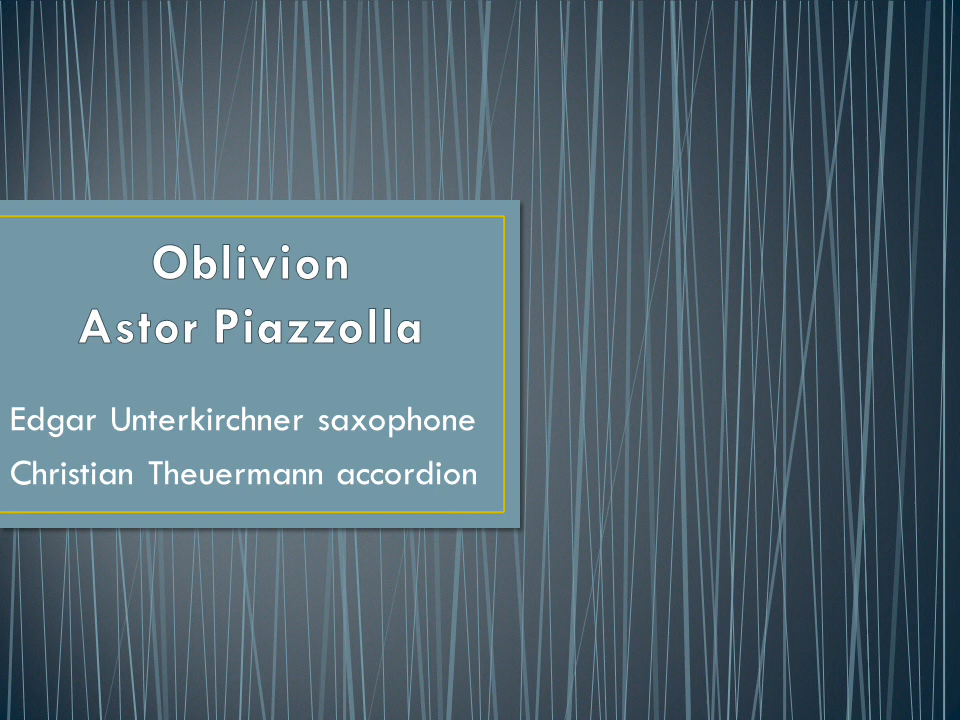 Oblivion
Astor Piazzolla
Edgar Unterkirchner saxophone
Christian Theuermann accordion